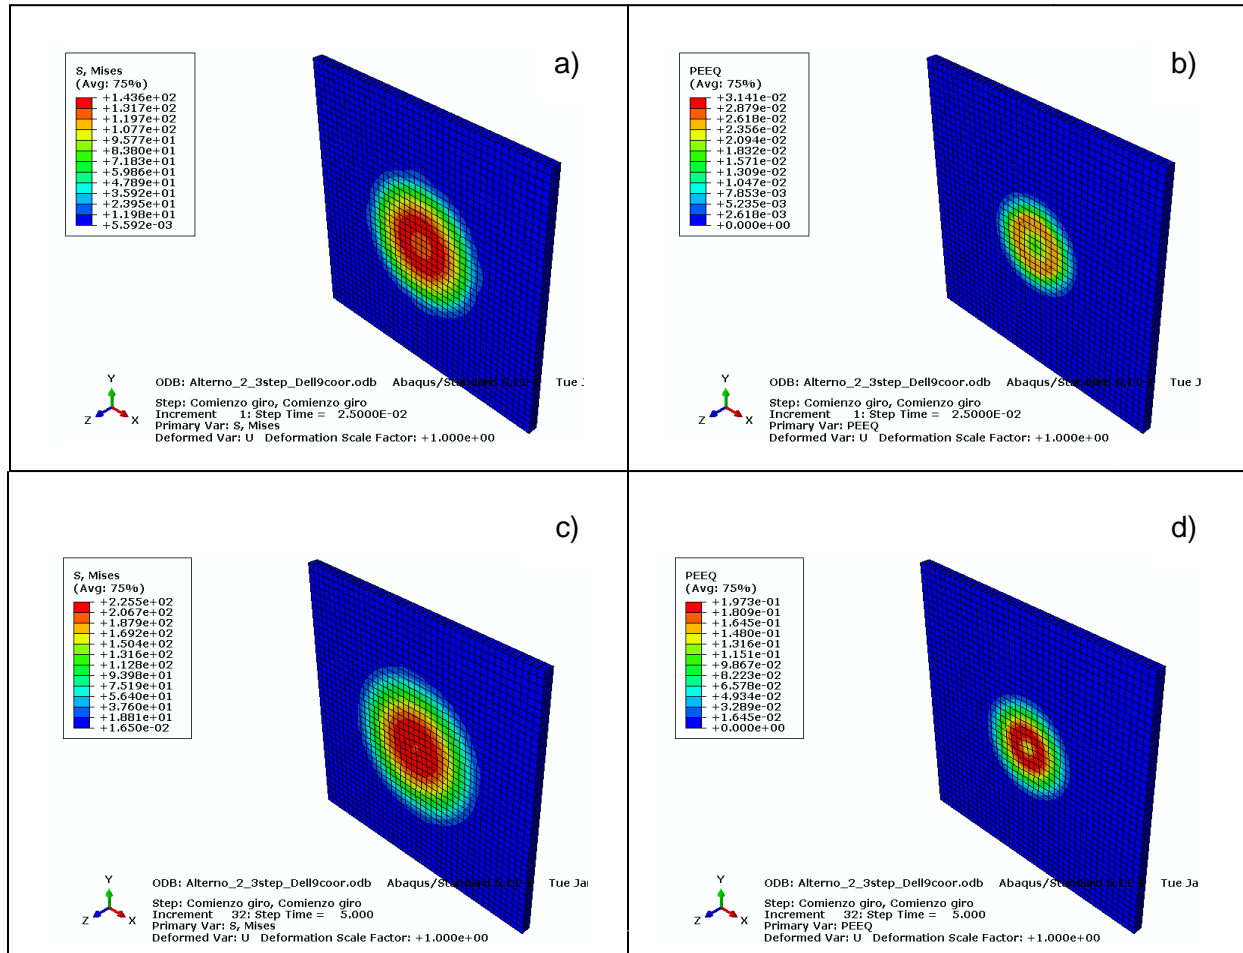 a)
S, Mises
(Avg: 75%)
+1.436e+02
+1.317e+02
+1.197e+02
+1.077e+02
+9.577e+01
+8.380e+01
+7.183e+01
+5.986e+01
+4.789e+01
+3.592e+01
+2.395e+01
+1.198e+01
+5.592e-03
Y
Z
X
ODB: Alterno_2_3step_Dell9coor.odb Abaqus/Standard Tue
Step: Comienzo giro, Comienzo giro
Increment 1: Step Time = 2.5000E-02
Primary Var: S, Mises
Deformed Var: U Deformation Scale Factor: +1.000e+00
b)
PEEQ
(Avg: 75%)
+3.141e-02
+2.879e-02
+2.618e-02
+2.356e-02
+2.094e-02
+1.832e-02
+1.571e-02
+1.309e-02
+1.047e-02
+7.853e-03
+5.235e-03
+2.618e-03
+0.000e+00
Y
Z
X
ODB: Alterno_2_3step_Dell9coor.odb Abaqus/Standard Tue J
Step: Comienzo giro, Comienzo giro
Increment 1: Step Time = 2.5000E-02
Primary Var: PEEQ
Deformed Var: U Deformation Scale Factor: +1.000e+00
c)
S, Mises
(Avg: 75%)
+2.255e+02
+2.067e+02
+1.879e+02
+1.692e+02
+1.504e+02
+1.316e+02
+1.128e+02
+9.398e+01
+7.519e+01
+5.640e+01
+3.760e+01
+1.881e+01
+1.650e-02
Y
Z
X
ODB: Alterno_2_3step_Dell9coor.odb Abaqus/Standard Tue Ja
Step: Comienzo giro, Comienzo giro
Increment 32: Step Time = 5.000
Primary Var: S, Mises
Deformed Var: U Deformation Scale Factor: +1.000e+00
d)
PEEQ
(Avg: 75%)
+1.973e-01
+1.809e-01
+1.645e-01
+1.480e-01
+1.316e-01
+1.151e-01
+9.867e-02
+8.223e-02
+6.578e-02
+4.934e-02
+3.289e-02
+1.645e-02
+0.000e+00
Y
Z
X
ODB: Alterno_2_3step_Dell9coor.odb Abaqus/Standard Tue Ja
Step: Comienzo giro, Comienzo giro
Increment 32: Step Time = 5.000
Primary Var: PEEQ
Deformed Var: U Deformation Scale Factor: +1.000e+00